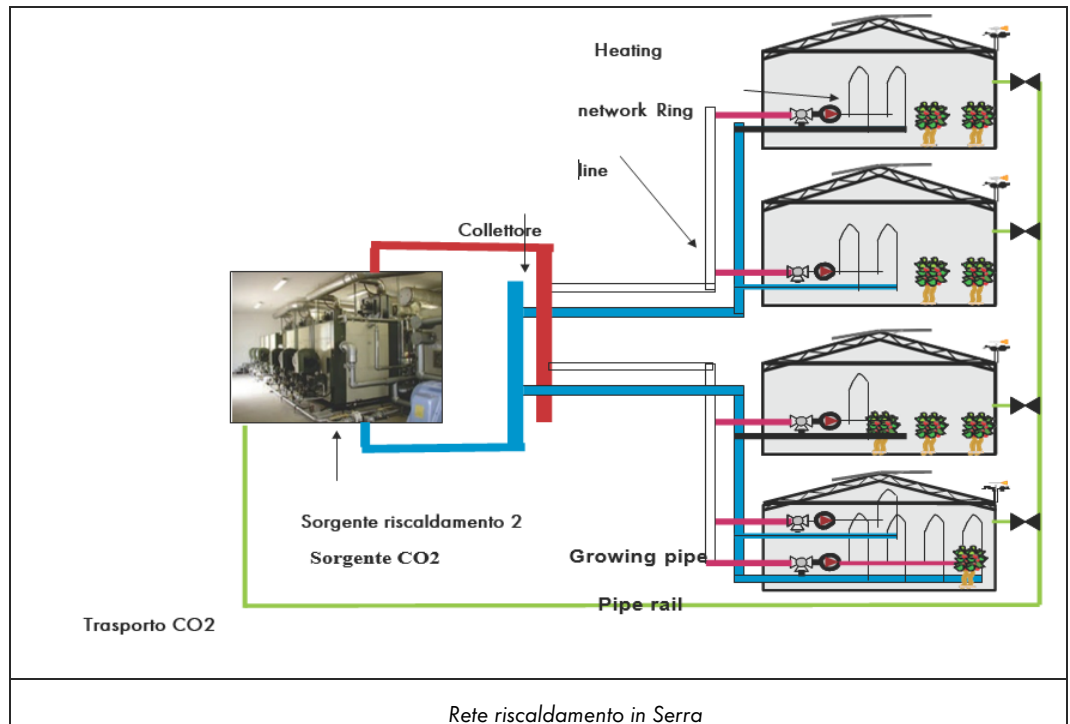 Heating
network Ring
line
Collettore
Sorgente riscaldamento 2
Sorgente CO2
Growing pipe
Pipe rail
Trasporto CO2
Rete riscaldamento in Serra